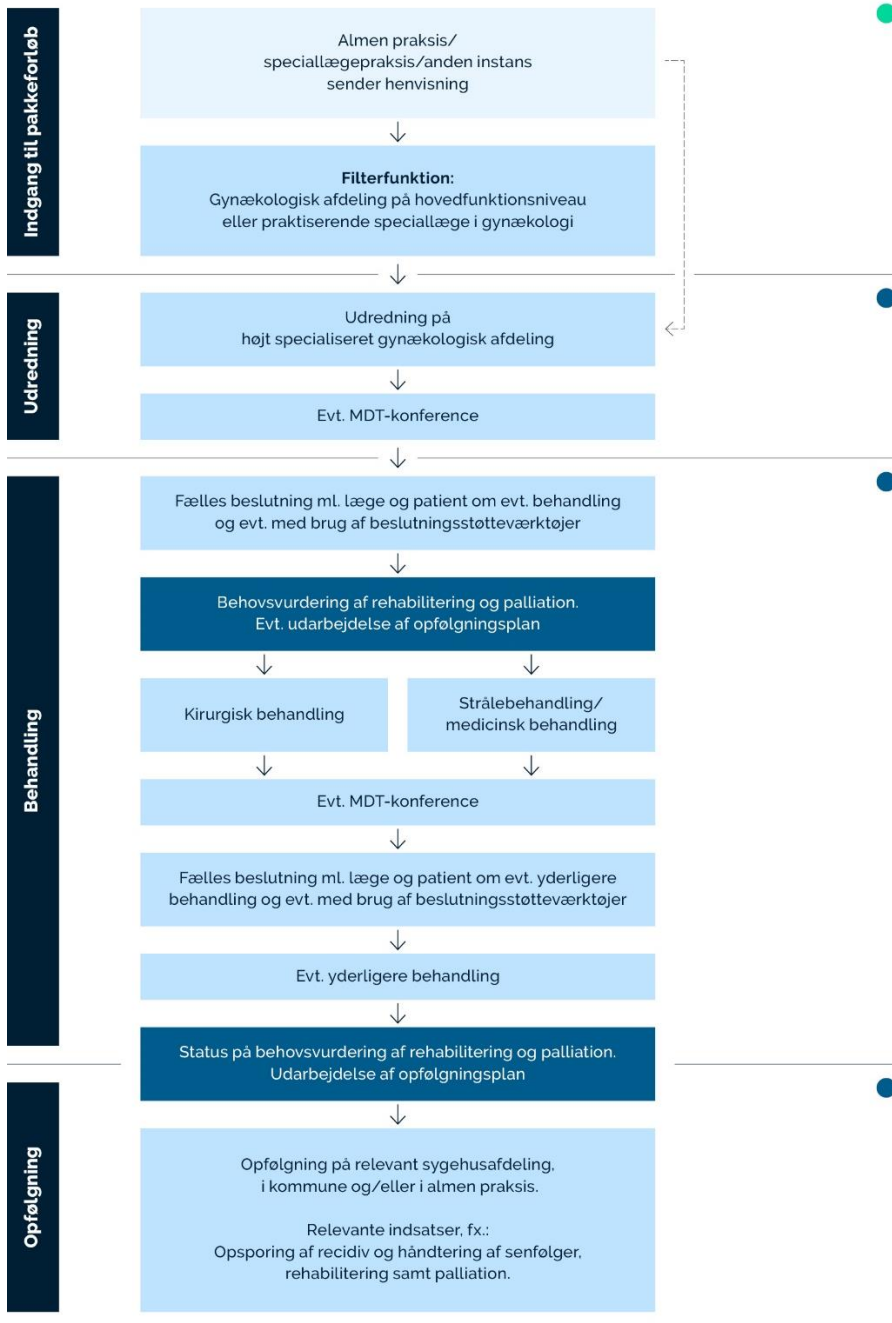 Indgang til pakkeforløb
Almen praksis/
speciallægepraksis/anden instans
sender henvisning
Filterfunktion:
Gynækologisk afdeling på hovedfunktionsniveau
eller praktiserende speciallæge i gynækologi
Udredning
Udredning på
højt specialiseret gynækologisk afdeling
Evt. MDT-konference
Behandling
Fælles beslutning ml. læge og patient om evt. behandling
og evt. med brug af beslutningsstøtteværktøjer
Behovsvurdering af rehabilitering og palliation.
Evt. udarbejdelse af opfølgningsplan
Kirurgisk behandling
Strålebehandling/
medicinsk behandling
Evt. MDT-konference
Fælles beslutning ml. læge og patient om evt. yderligere
behandling og evt. med brug af beslutningsstøtteværktøjer
Evt. yderligere behandling
Status på behovsvurdering af rehabilitering og palliation.
Udarbejdelse af opfølgningsplan
Opfølgning
Opfølgning på relevant sygehusafdeling,
i kommune og/eller i almen praksis.
Relevante indsatser, fx.:
Opsporing af recidiv og håndtering af senfølger,
rehabilitering samt palliation.